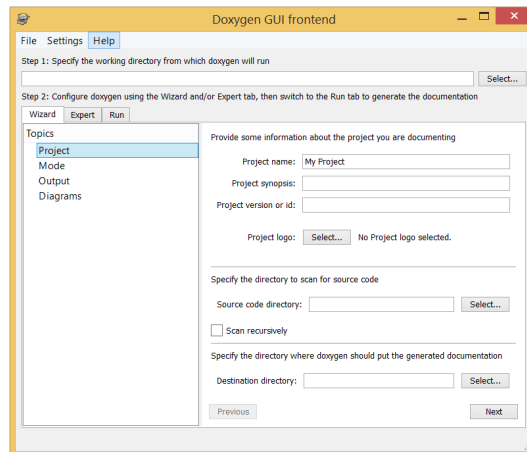 Doxygen GUI frontend
File Settings Help
Step 1: Specify the working directory from which doxygen will run
Select...
Step 2: Configure doxygen using the Wizard and/or Expert tab, then switch to the Run tab to generate the documentation
Wizard Expert Run
Topics
Project
Mode
Output
Diagrams
Provide some information about the project you are documenting
Project name: My Project
Project synopsis:
Project version or id:
Project logo: Select... No Project logo selected.
Specify the directory to scan for source code
Source code directory: Select...
Scan recursively
Specify the directory where doxygen should put the generated documentation
Destination directory: Select...
Previous Next